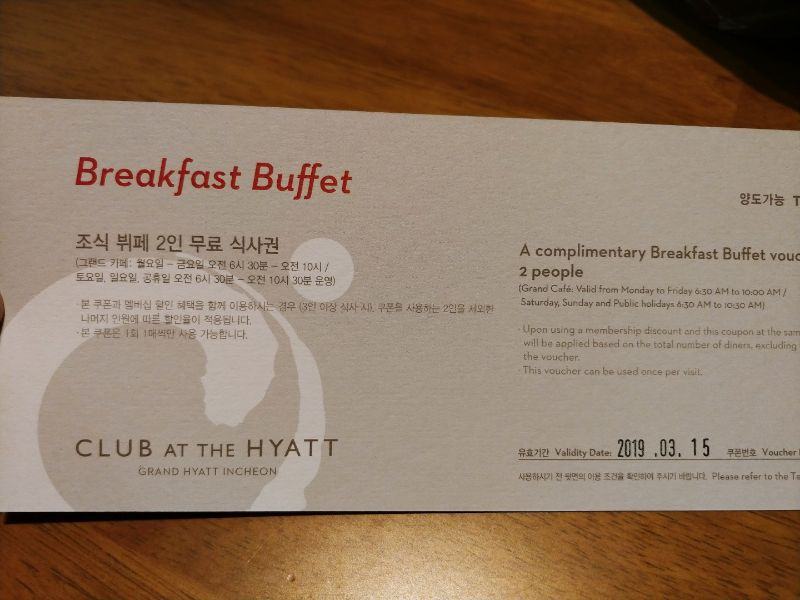 Breakfast Buffet
조식 뷔페 2인 무료 식사권
(그랜드 카페: 월요일 – 금요일 오전 6시 30분 – 오전 10시 /
토요일, 일요일, 공휴일 오전 6시 30분 – 오전 10시 30분 운영)
· 본 쿠폰과 멤버십 할인 혜택을 함께 이용하시는 경우 (3인 이상 식사 시), 쿠폰을 사용하는 2인을 제외한
나머지 인원에 따른 할인율이 적용됩니다.
· 본 쿠폰은 1회 1매씩만 사용 가능합니다.
CLUB AT THE HYATT
GRAND HYATT INCHEON
양도가능
A complimentary Breakfast Buffet
2 people
(Grand Café: Valid from Monday to Friday 6:30 AM to 10:00 AM /
Saturday, Sunday and Public holidays 6:30 AM to 10:30 AM)
· Upon using a membership discount and this coupon at the
will be applied based on the total number of diners, excluding
the voucher.
· This voucher can be used once per visit.
유효기간 Validity Date: 2019 .03. 15 쿠폰번호 Voucher
사용하시기 전 뒷면의 이용 조건을 확인하여 주시기 바랍니다. Please refer to the